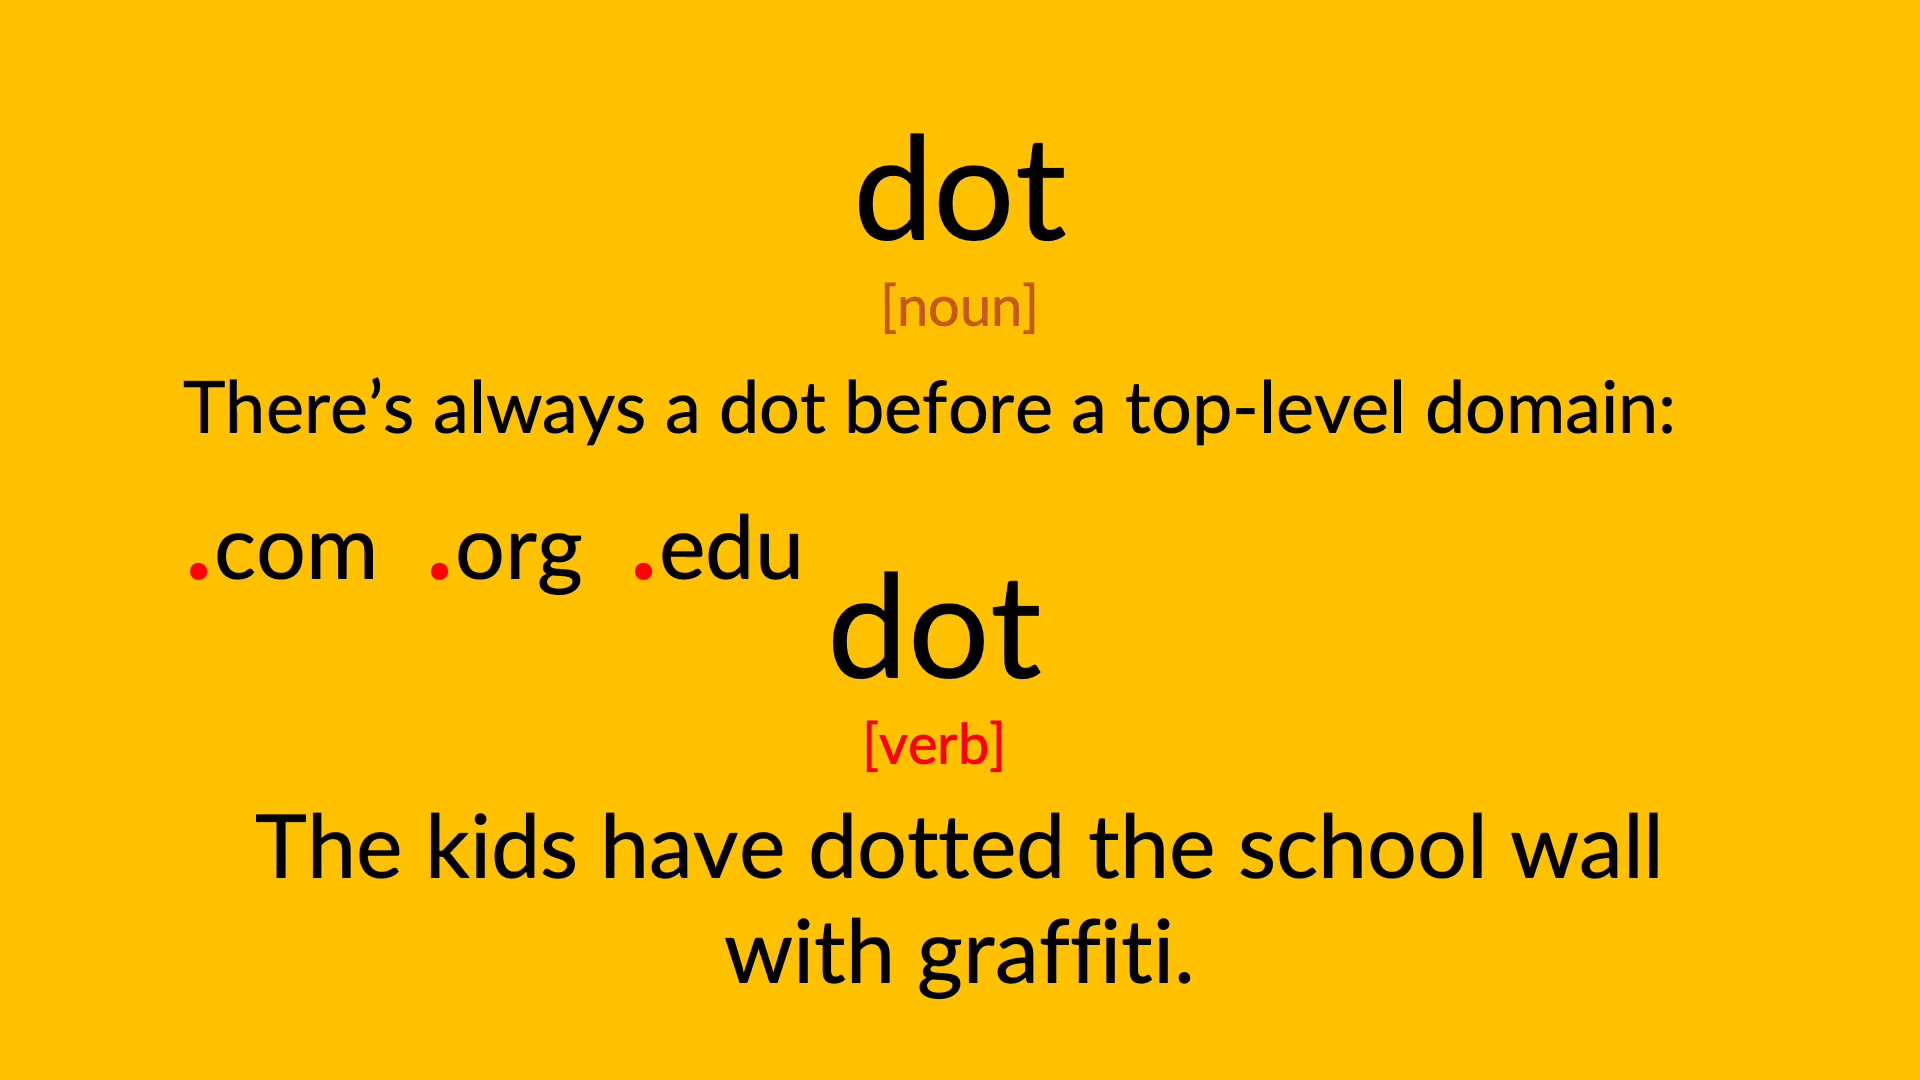 dot
[noun]
There’s always a dot before a top-level domain:
.com .org .edu
dot
[verb]
The kids have dotted the school wall
with graffiti.